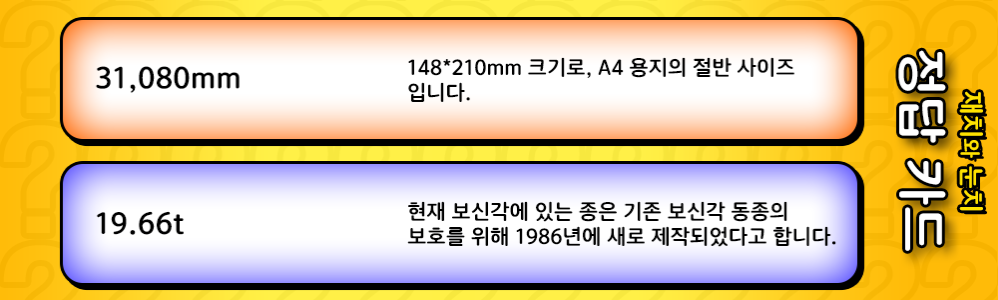 31,080mm
148*210mm 크기로, A4 용지의 절반 사이즈
입니다.
19.66t
현재 보신각에 있는 종은 기존 보신각 동종의
보호를 위해 1986년에 새로 제작되었다고 합니다.
재치와 눈치
정답 카드